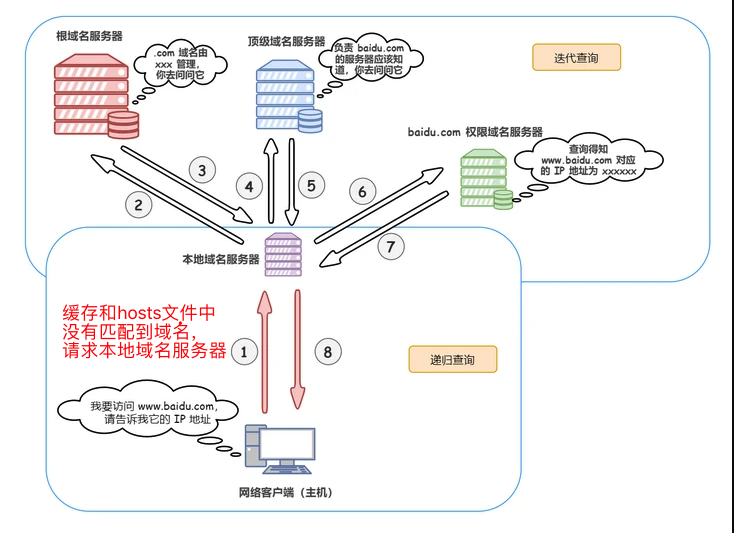 根域名服务器
.com 域名由
xxx 管理，
你去问问它
顶级域名服务器
负责 baidu.com
的服务器应该知
道，你去问问它
迭代查询
baidu.com 权限域名服务器
查询得知
www.baidu.com 对应
的 IP 地址为 xxxxxx
3
2
4
5
6
7
本地域名服务器
缓存和hosts文件中
没有匹配到域名，
请求本地域名服务器
1
8
递归查询
我要访问 www.baidu.com，
请告诉我它的 IP 地址
网络客户端（主机）